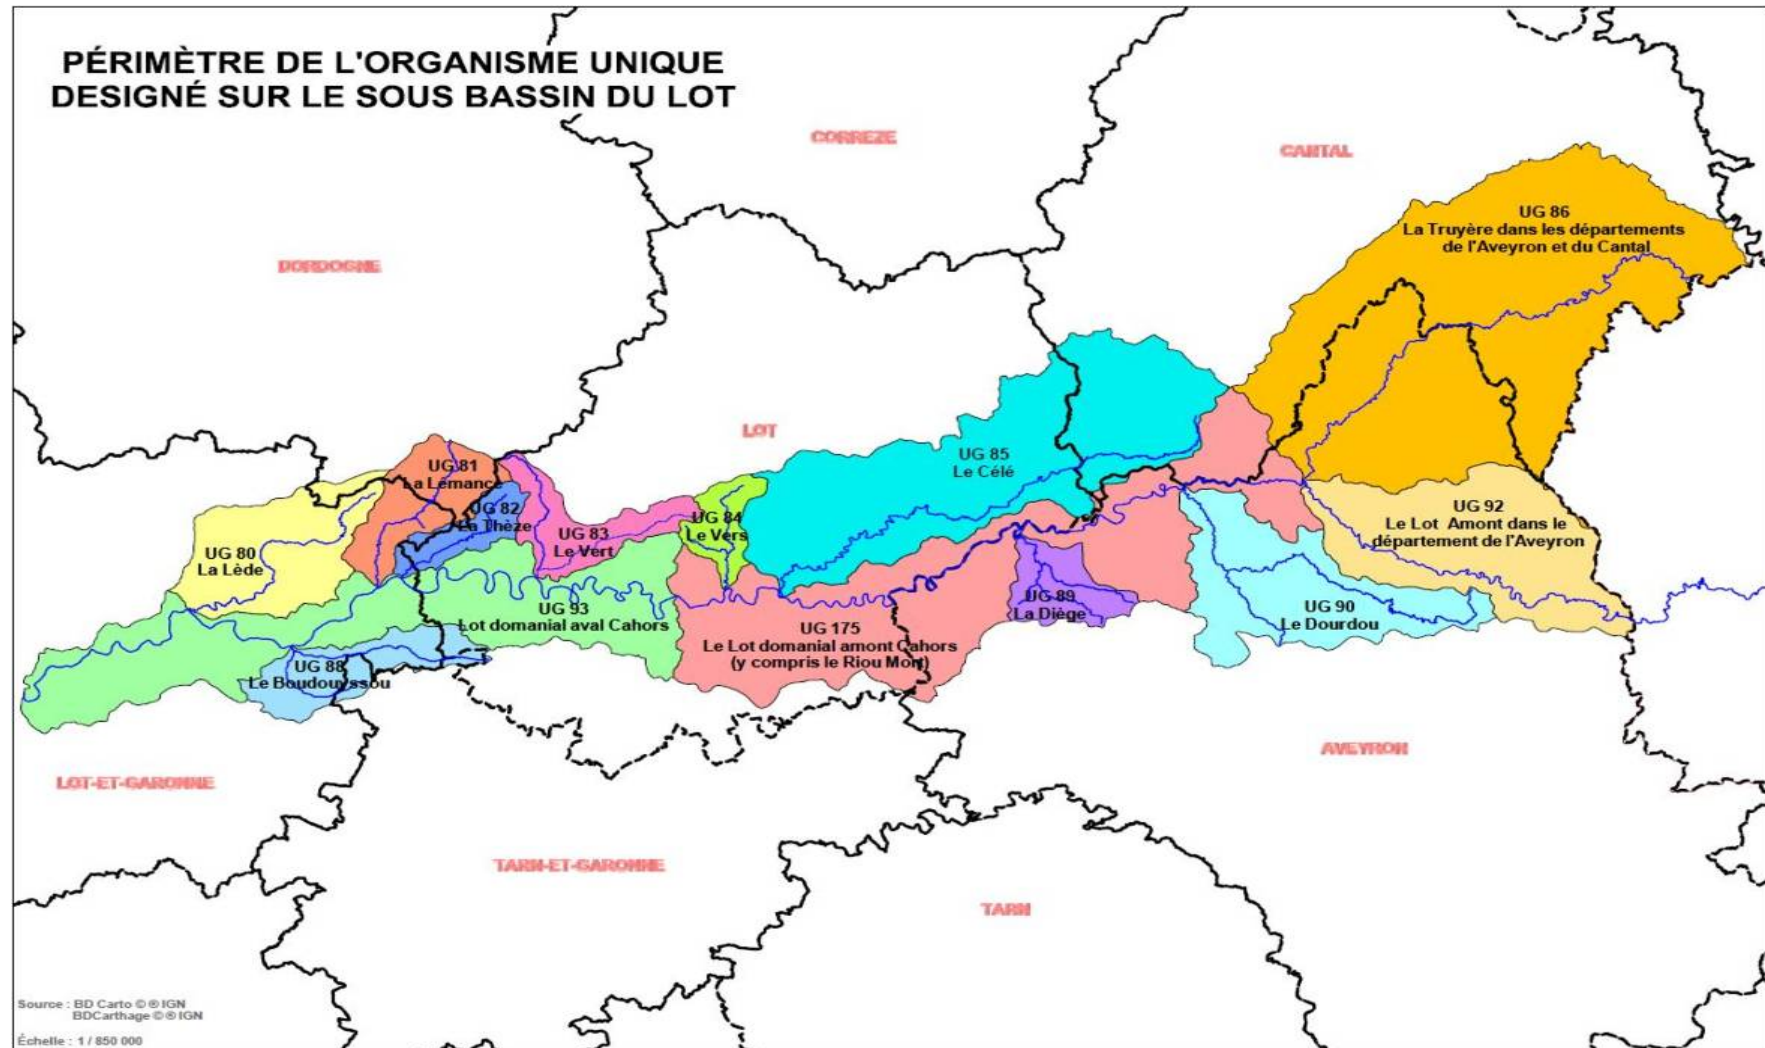 PÉRIMÈTRE DE L'ORGANISME UNIQUE
DESIGNÉ SUR LE SOUS BASSIN DU LOT
CORREZE
CANTAL
UG 86
La Truyère dans les départements
de l'Aveyron et du Cantal
DORDOGNE
LOT
UG 85
Le Célé
UG 81
La Lémance
UG 82
La Thèze
UG 83
Le Vert
UG 84
Le Vers
UG 92
Le Lot Amont dans le
département de l'Aveyron
UG 80
La Lède
UG 93
Lot domanial aval Cahors
UG 175
Le Lot domanial amont Cahors
(y compris le Riou Mort)
UG 89
La Diège
UG 90
Le Dourdou
UG 88
Le Boudouyssou
AVEYRON
LOT-ET-GARONNE
TARN-ET-GARONNE
TARN
Source : BD Carto © ® IGN
BDCarthage © ® IGN
Échelle : 1 / 850 000